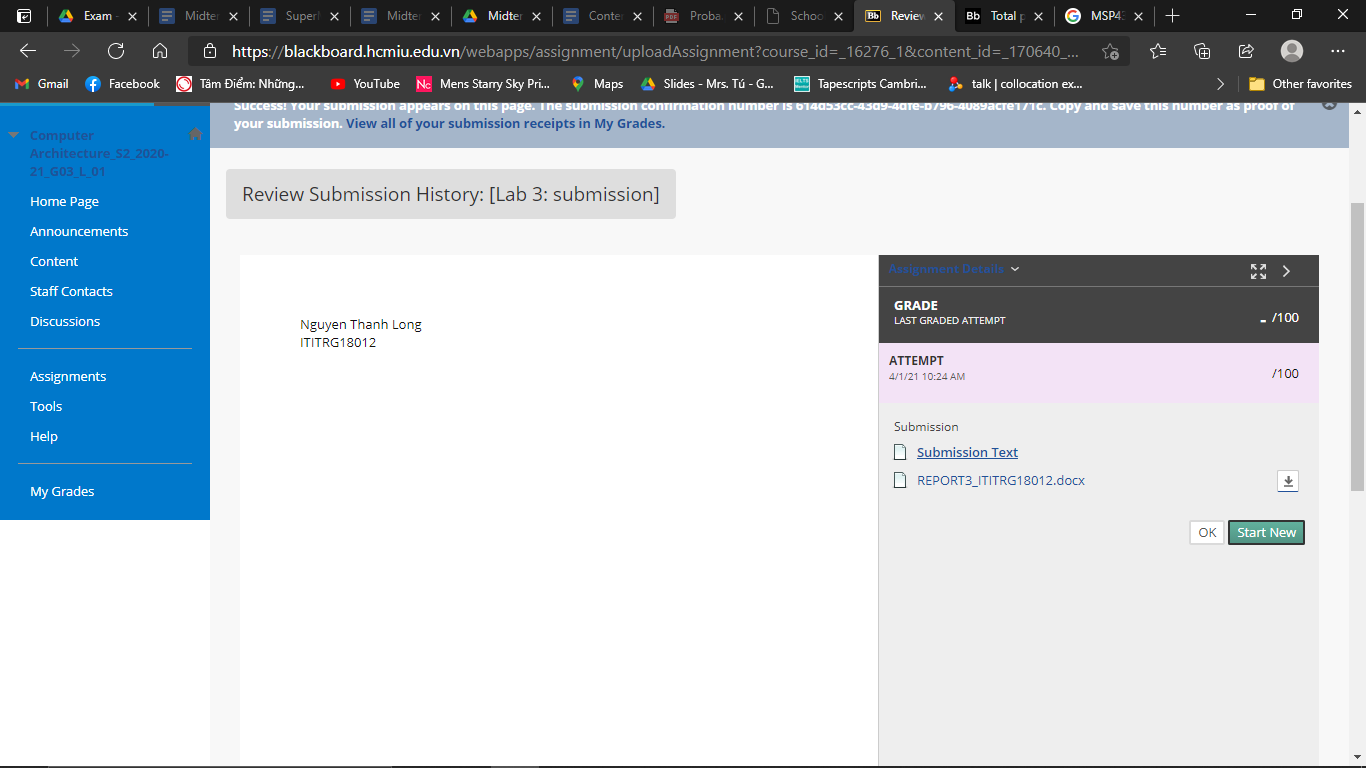 Exam -
Midter
Superl
Midter
Midter
Conter
Proba.
Schoo
Review
Total p
MSP43
https://blackboard.hcmiu.edu.vn/webapps/assignment/uploadAssignment?course_id=_16276_1&content_id=_170640_...
Gmail
Facebook
Tâm Điểm: Những...
YouTube
Mens Starry Sky Pri...
Maps
Slides - Mrs. Tú - G...
Tapescripts Cambri...
talk | collocation ex...
Other favorites
Success! Your submission appears on this page. The submission confirmation number is 614d53cc-43d9-4dfe-b796-4089acfe171c. Copy and save this number as proof of
your submission. View all of your submission receipts in My Grades.
Computer
Architecture_S2_2020-
21_G03_L_01
Home Page
Announcements
Content
Staff Contacts
Discussions
Assignments
Tools
Help
My Grades
Review Submission History: [Lab 3: submission]
Nguyen Thanh Long
ITITRG18012
Assignment Details
GRADE
LAST GRADED ATTEMPT
- /100
ATTEMPT
4/1/21 10:24 AM
/100
Submission
Submission Text
REPORT3_ITITRG18012.docx
OK
Start New